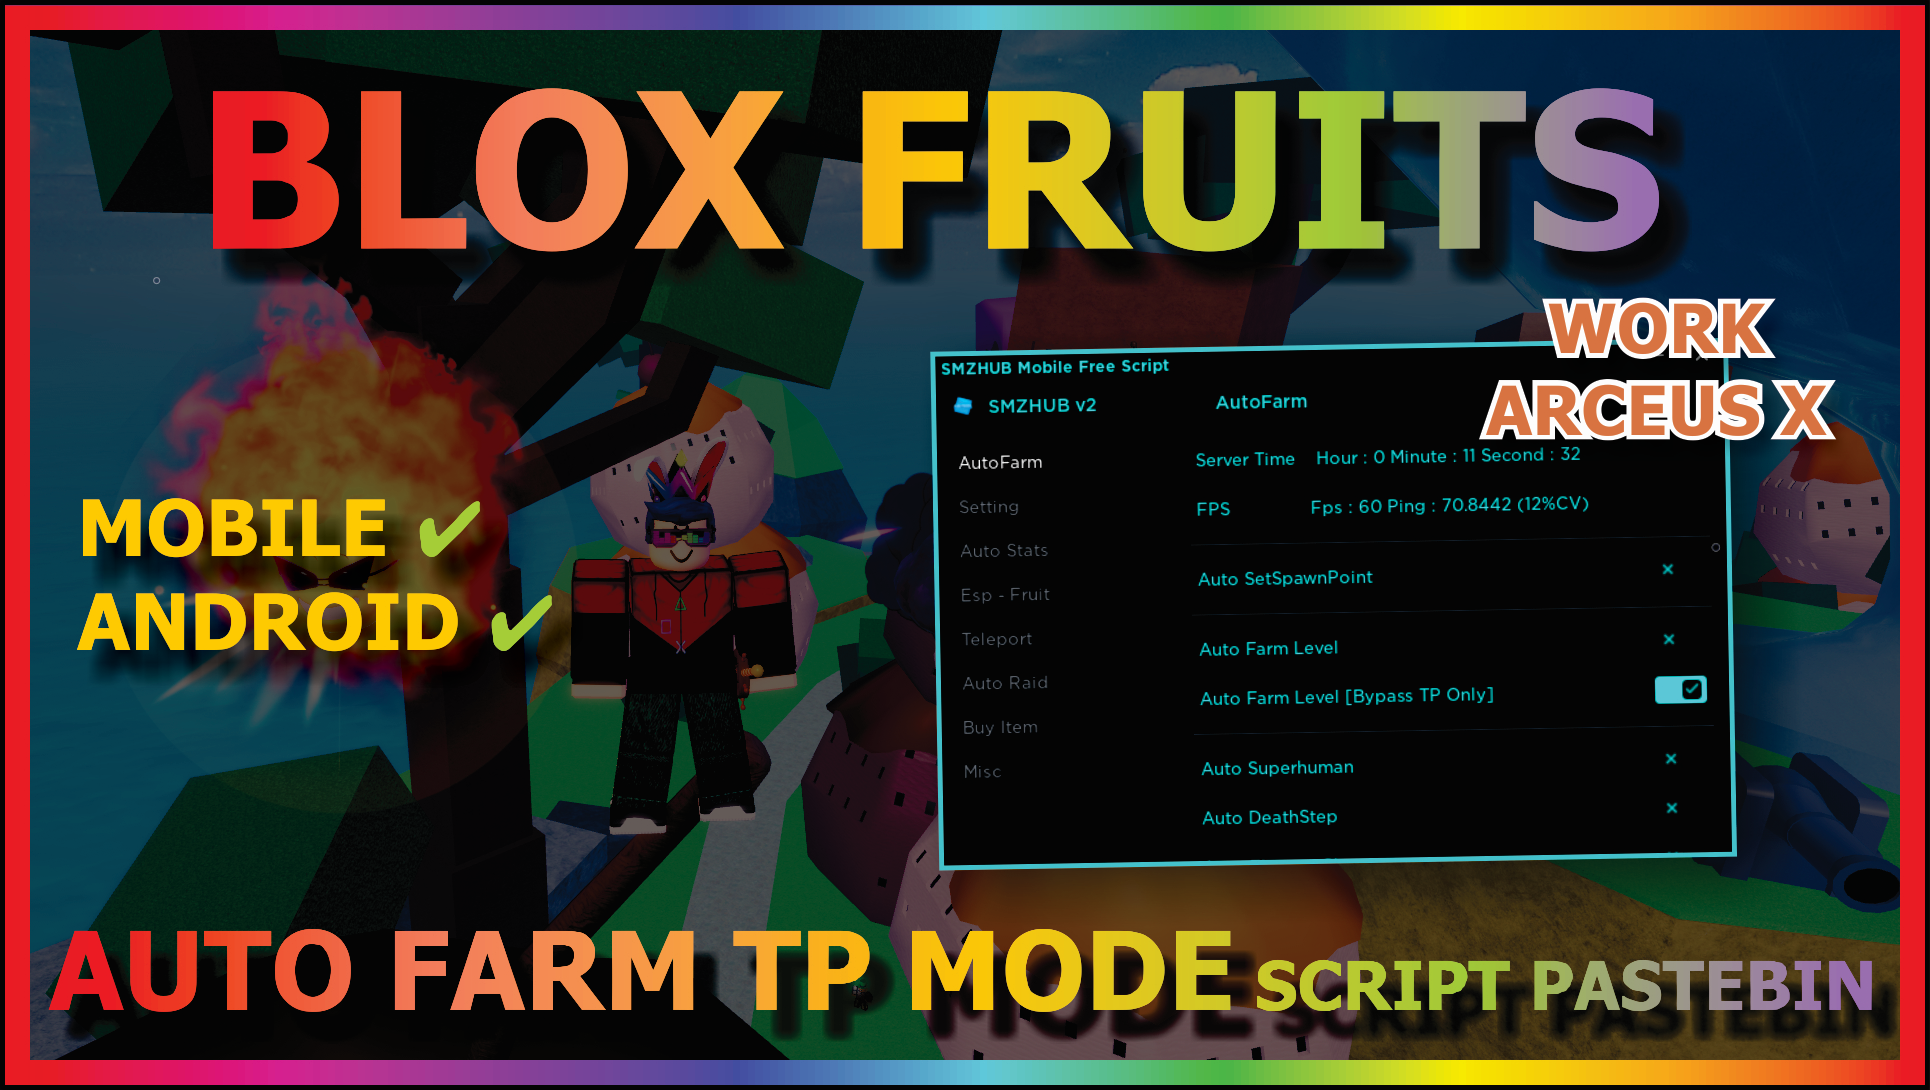 BLOX FRUITS
WORK
ARCEUS X
MOBILE ✔
ANDROID ✔
SMZHUB Mobile Free Script
SMZHUB v2
AutoFarm
AutoFarm
Setting
Auto Stats
Esp - Fruit
Teleport
Auto Raid
Buy Item
Misc
Server Time Hour : 0 Minute : 11 Second : 32
FPS Fps : 60 Ping : 70.8442 (12%CV)
Auto SetSpawnPoint
Auto Farm Level
Auto Farm Level [Bypass TP Only]
Auto Superhuman
Auto DeathStep
AUTO FARM TP MODE SCRIPT PASTEBIN